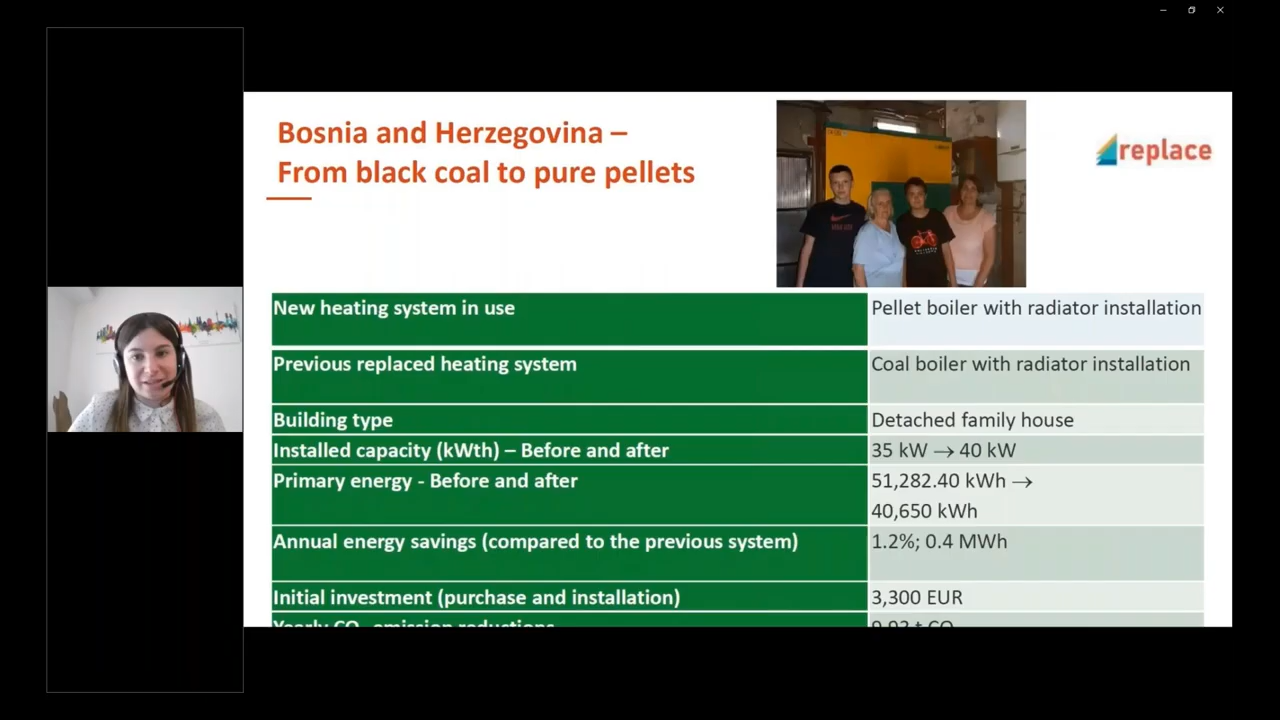 Bosnia and Herzegovina –
From black coal to pure pellets
replace
New heating system in use
Pellet boiler with radiator installation
Previous replaced heating system
Coal boiler with radiator installation
Building type
Detached family house
Installed capacity (kWth) – Before and after
35 kW → 40 kW
Primary energy - Before and after
51,282.40 kWh →
40,650 kWh
Annual energy savings (compared to the previous system)
1.2%; 0.4 MWh
Initial investment (purchase and installation)
3,300 EUR
Yearly CO₂ emission reductions